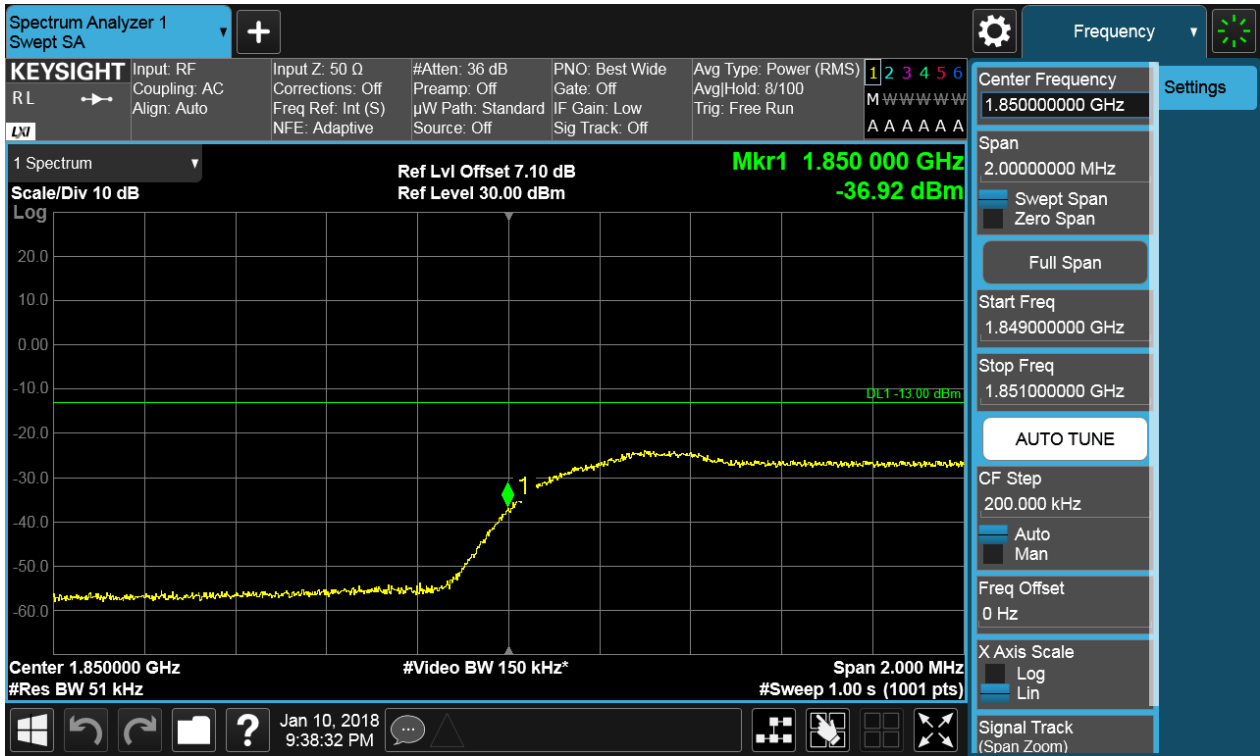 Spectrum Analyzer 1
Swept SA
+
Frequency
KEYSIGHT
RL
LXI
Input: RF
Coupling: AC
Align: Auto
Input Z: 50 Ω
Corrections: Off
Freq Ref: Int (S)
NFE: Adaptive
#Atten: 36 dB
Preamp: Off
µW Path: Standard
Source: Off
PNO: Best Wide
Gate: Off
IF Gain: Low
Sig Track: Off
Avg Type: Power (RMS)
Avg|Hold: 8/100
Trig: Free Run
1 2 3 4 5 6
M W W W W W
A A A A A A
1 Spectrum
Scale/Div 10 dB
Log
Ref Lvl Offset 7.10 dB
Ref Level 30.00 dBm
Mkr1 1.850 000 GHz
-36.92 dBm
20.0
10.0
0.00
-10.0
-20.0
-30.0
-40.0
-50.0
-60.0
DL1 -13.00 dBm
1
Center 1.850000 GHz
#Res BW 51 kHz
#Video BW 150 kHz*
Span 2.000 MHz
#Sweep 1.00 s (1001 pts)
Center Frequency
1.850000000 GHz
Span
2.00000000 MHz
Swept Span
Zero Span
Full Span
Start Freq
1.849000000 GHz
Stop Freq
1.851000000 GHz
AUTO TUNE
CF Step
200.000 kHz
Auto
Man
Freq Offset
0 Hz
X Axis Scale
Log
Lin
Signal Track
(Span Zoom)
Settings
?
Jan 10, 2018
9:38:32 PM